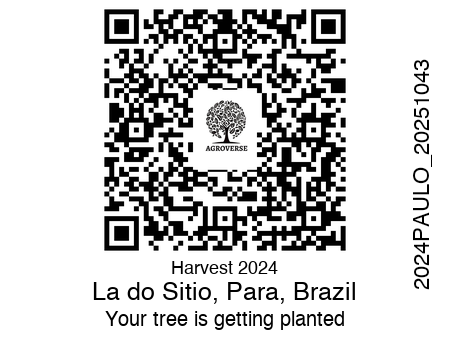 AGROVERSE
Harvest 2024
La do Sitio, Para, Brazil
Your tree is getting planted
2024PAULO_20251043